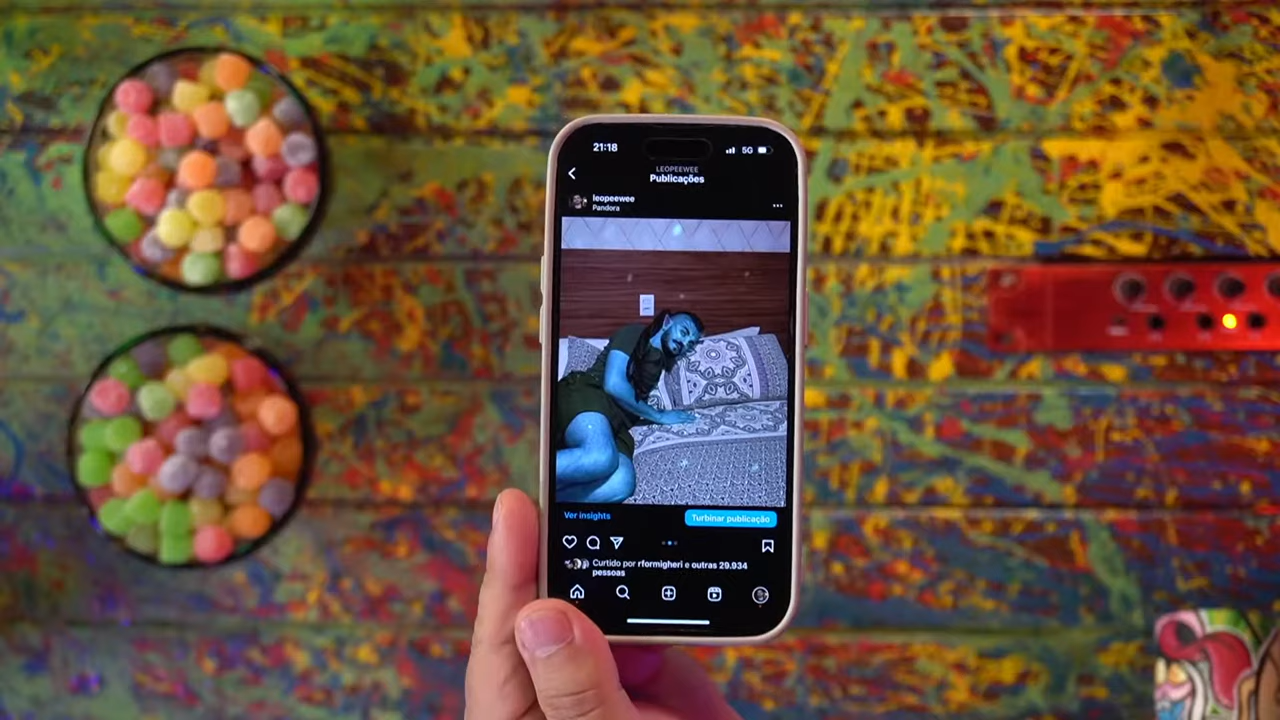 21:18
5G
LEOPEEWEE
Publicações
leopeewee
Pandora
Ver insights
Turbinar publicação
Curtido por rformigheri e outras 29.934
pessoas